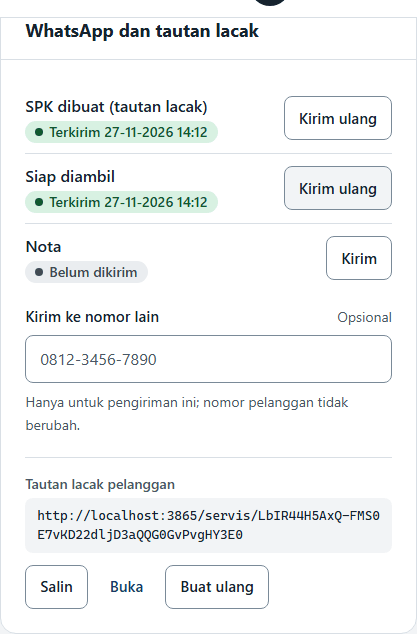 WhatsApp dan tautan lacak
SPK dibuat (tautan lacak)
Terkirim 27-11-2026 14:12
Kirim ulang
Siap diambil
Terkirim 27-11-2026 14:12
Kirim ulang
Nota
Belum dikirim
Kirim
Kirim ke nomor lain
Opsional
0812-3456-7890
Hanya untuk pengiriman ini; nomor pelanggan tidak
berubah.
Tautan lacak pelanggan
http://localhost:3865/servis/LbIR44H5AxQ-FMS0
E7vKD22dljD3aQQG0GvPvgHY3E0
Salin
Buka
Buat ulang